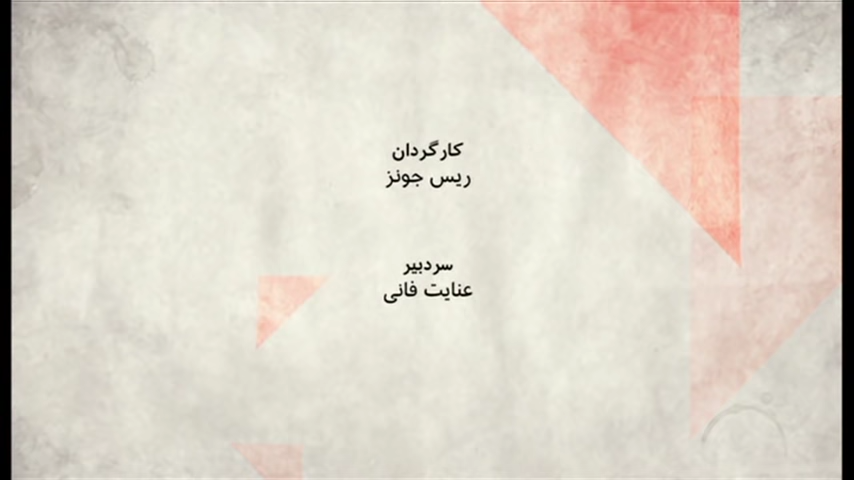 کارگردان
ریس جونز
سردبیر
عنایت فانی